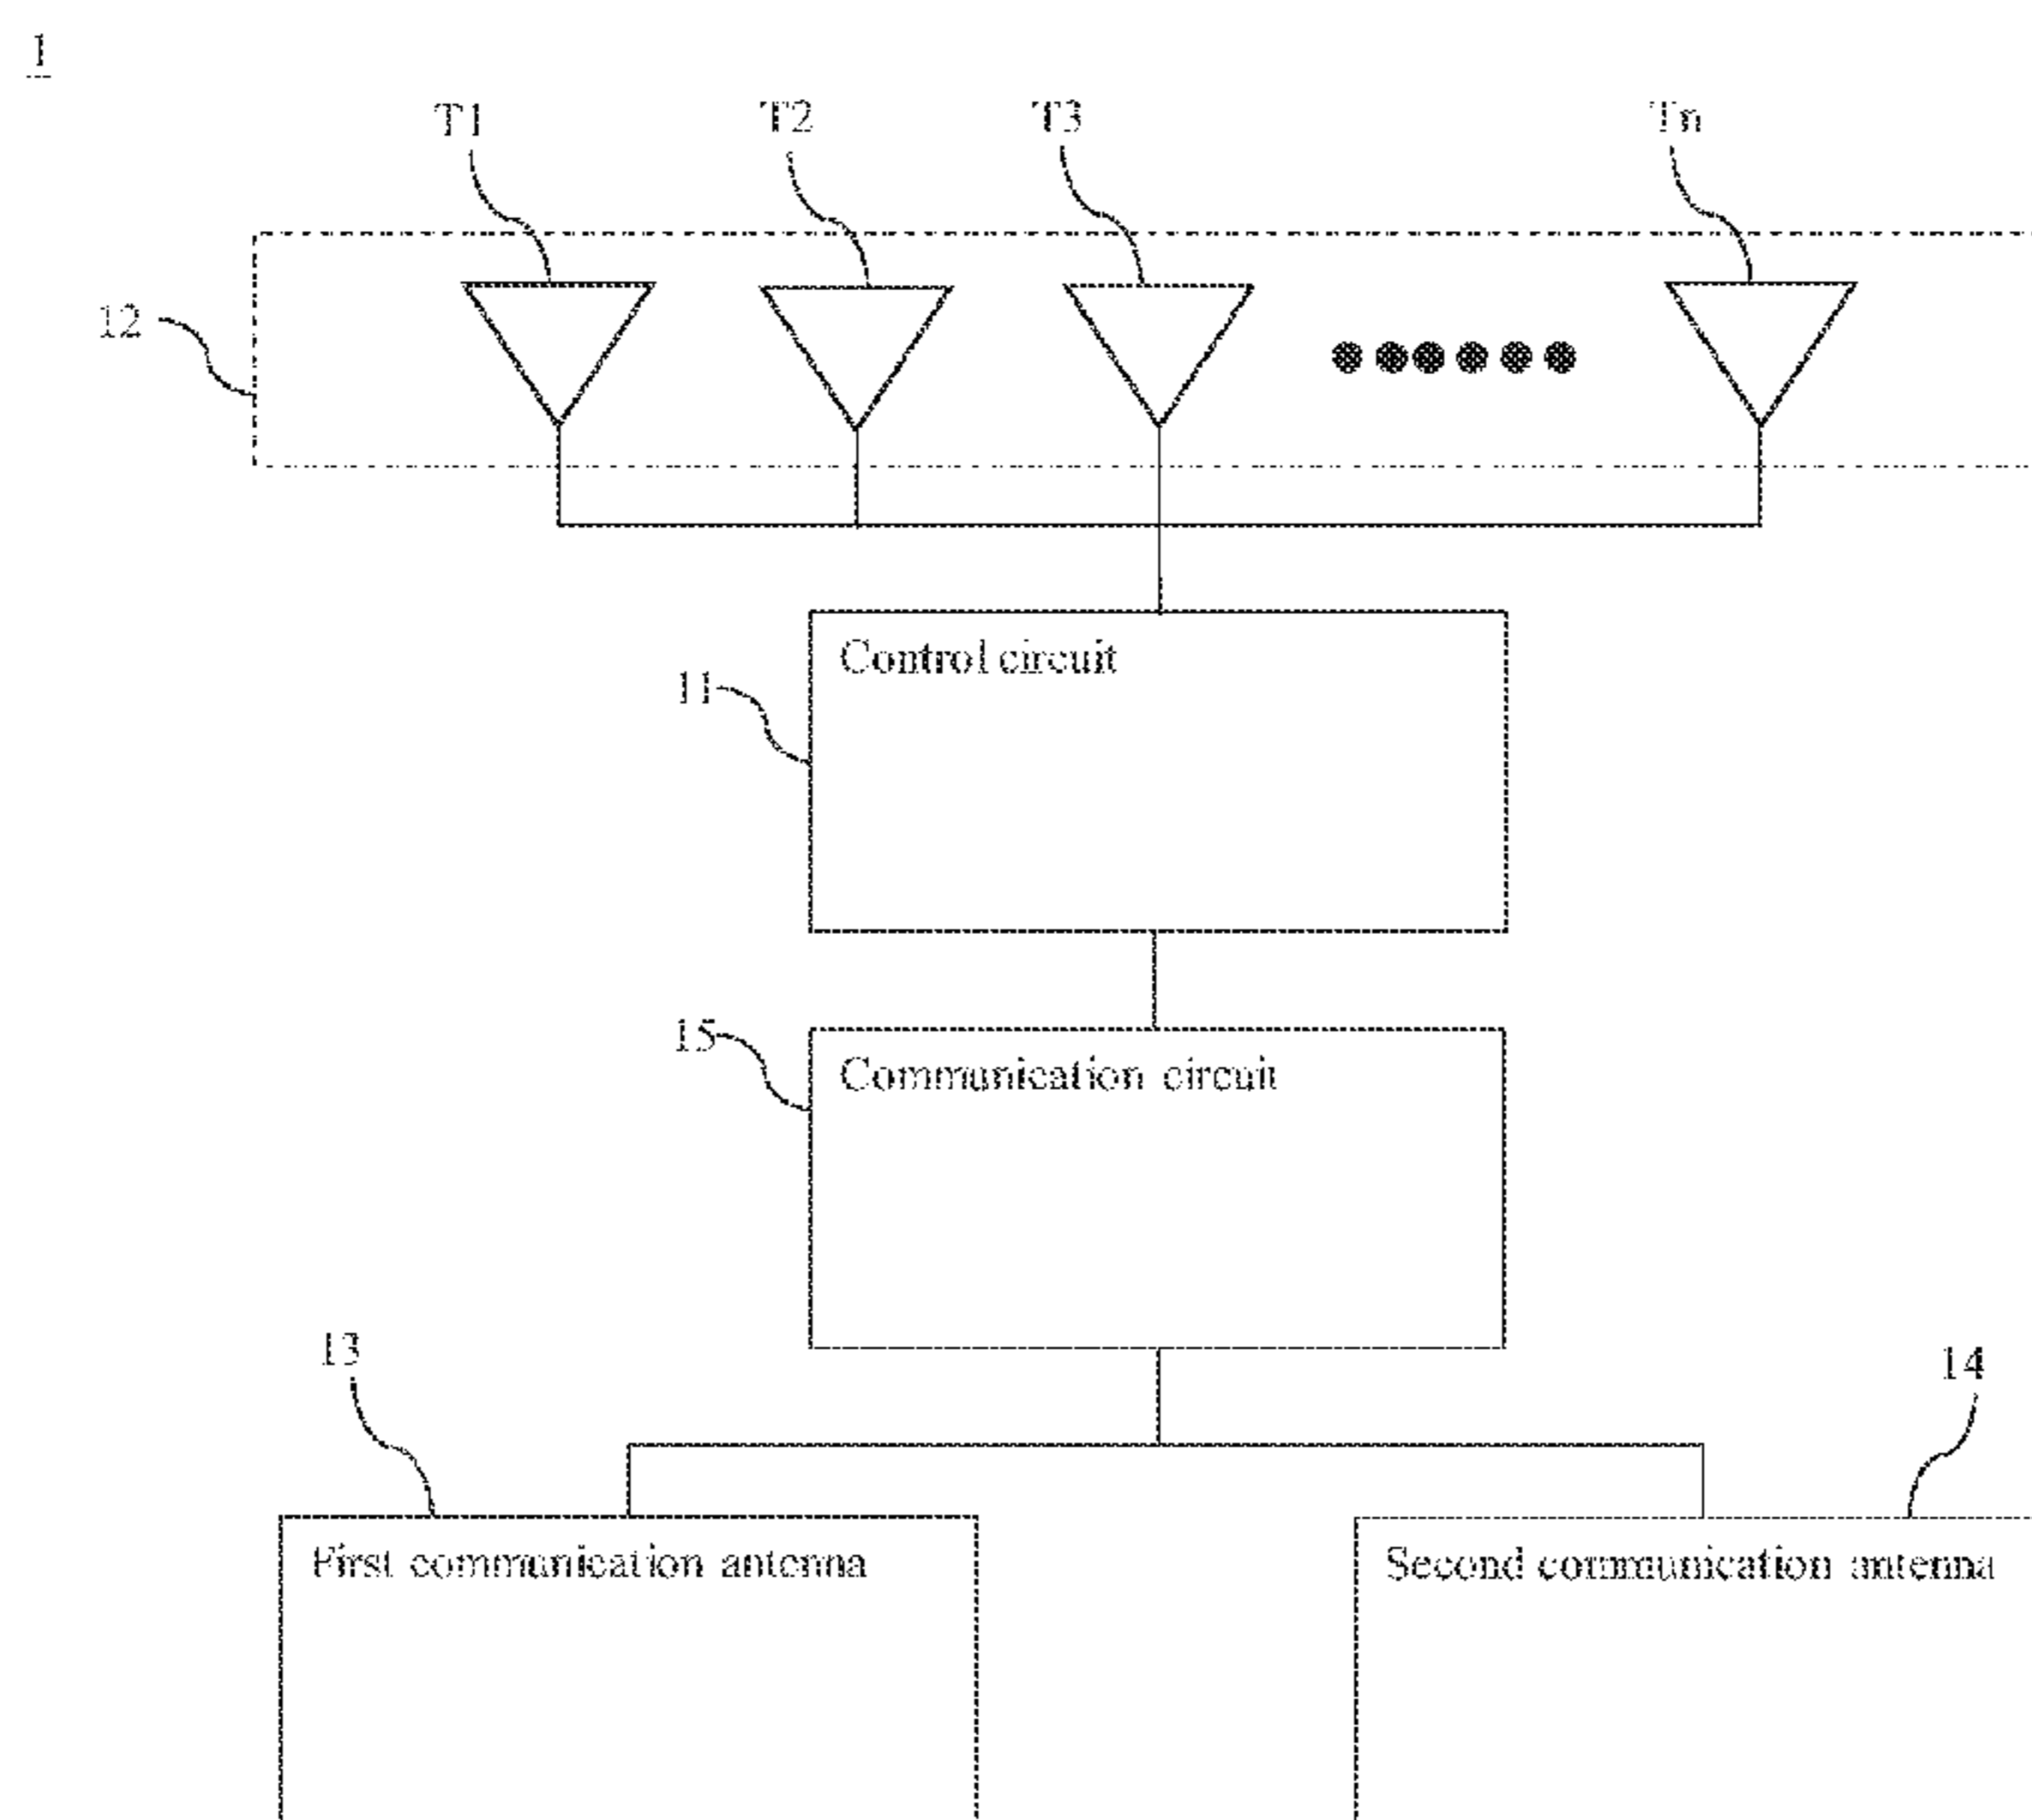 1
T1
T2
T3
Tn
12
Control circuit
11
15
Communication circuit
13
14
First communication antenna
Second communication antenna